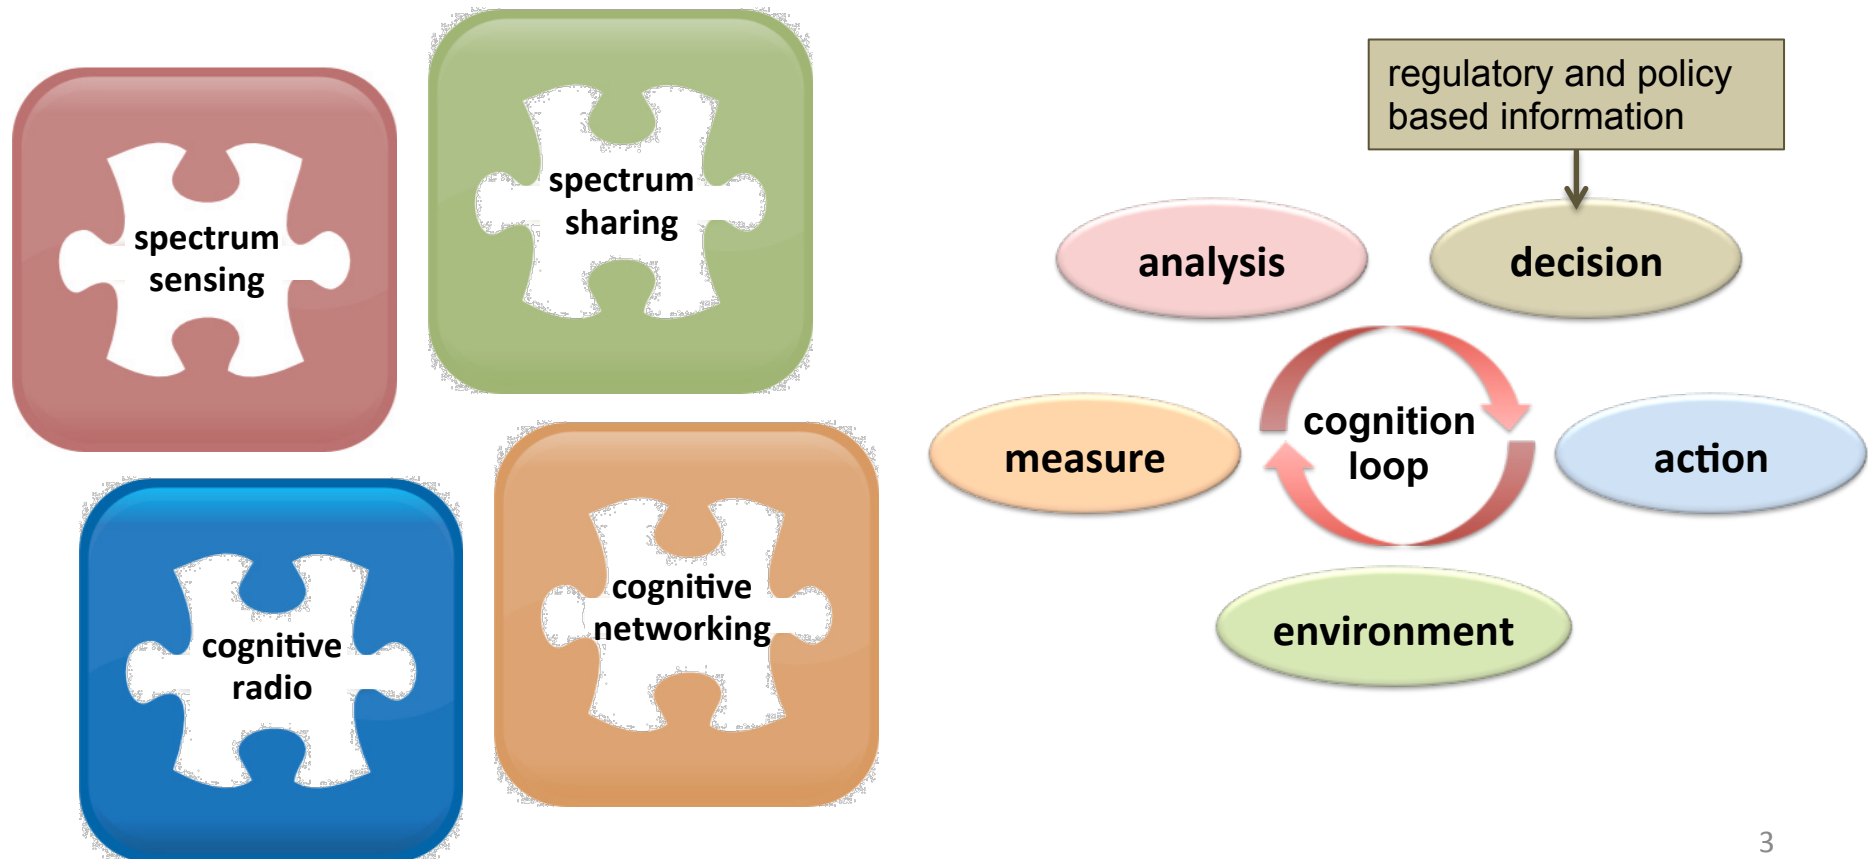 spectrum
sensing
spectrum
sharing
cognitive
radio
cognitive
networking
regulatory and policy
based information
analysis
decision
measure
cognition
loop
action
environment
3